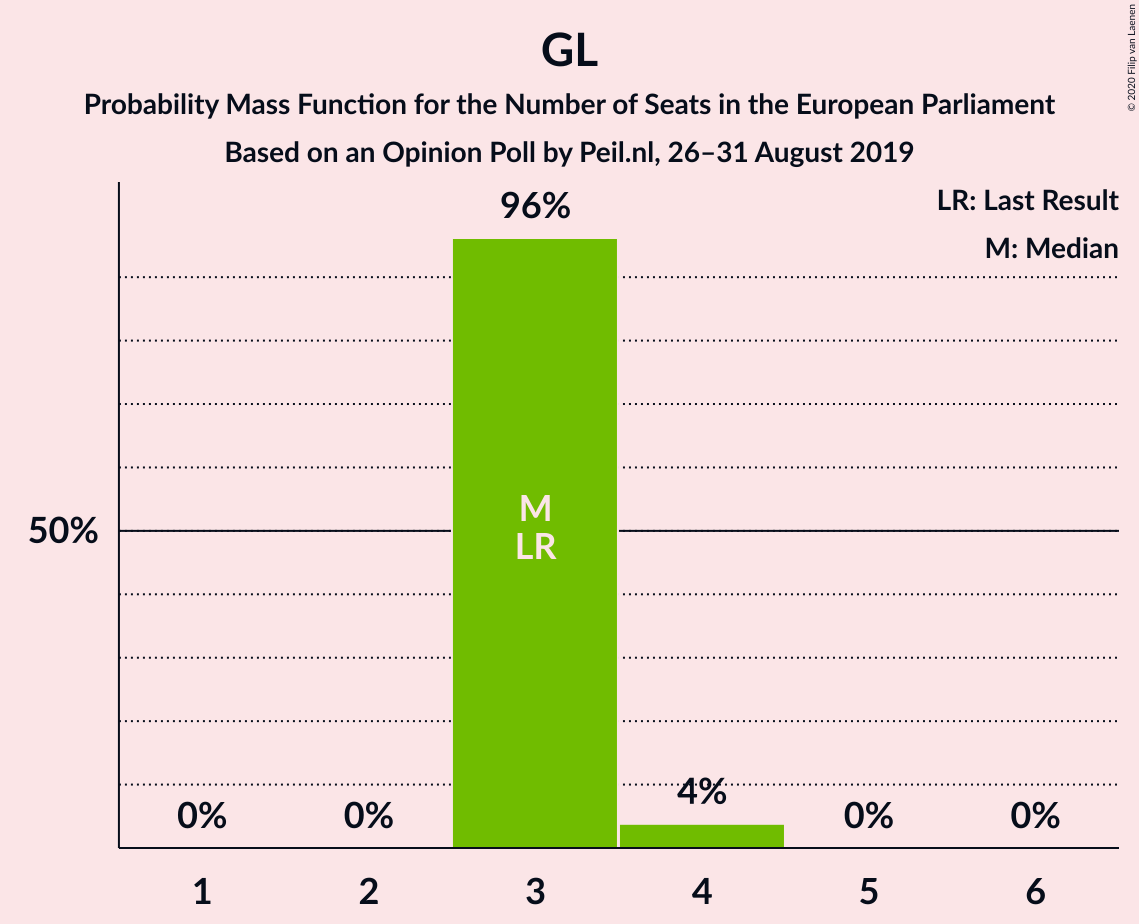 GL
Probability Mass Function for the Number of Seats in the European Parliament
Based on an Opinion Poll by Peil.nl, 26–31 August 2019
© 2020 Filip van Laenen
LR: Last Result
M: Median
96%
50%
M
LR
0%
0%
4%
0%
0%
1
2
3
4
5
6